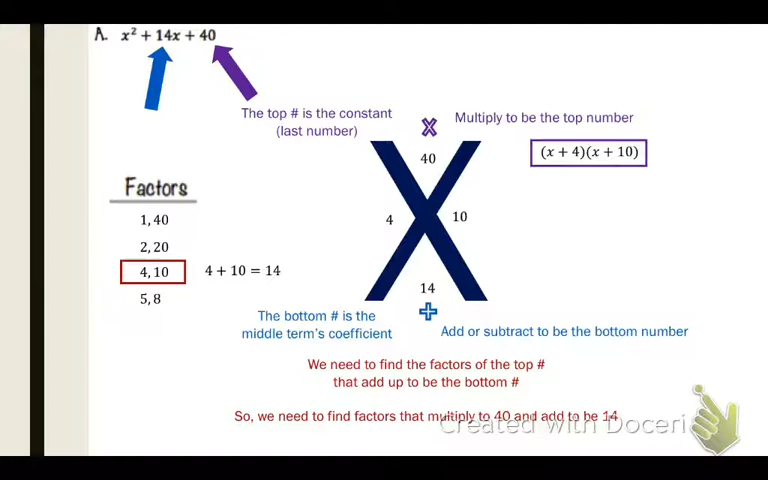 A. x² + 14x + 40
The top # is the constant
(last number)
Multiply to be the top number
(x + 4)(x + 10)
40
Factors
1, 40
2, 20
4, 10
5, 8
4 + 10 = 14
4
10
14
The bottom # is the
middle term's coefficient
Add or subtract to be the bottom number
We need to find the factors of the top #
that add up to be the bottom #
So, we need to find factors that multiply to 40 and add to be 14
Created with Doceri